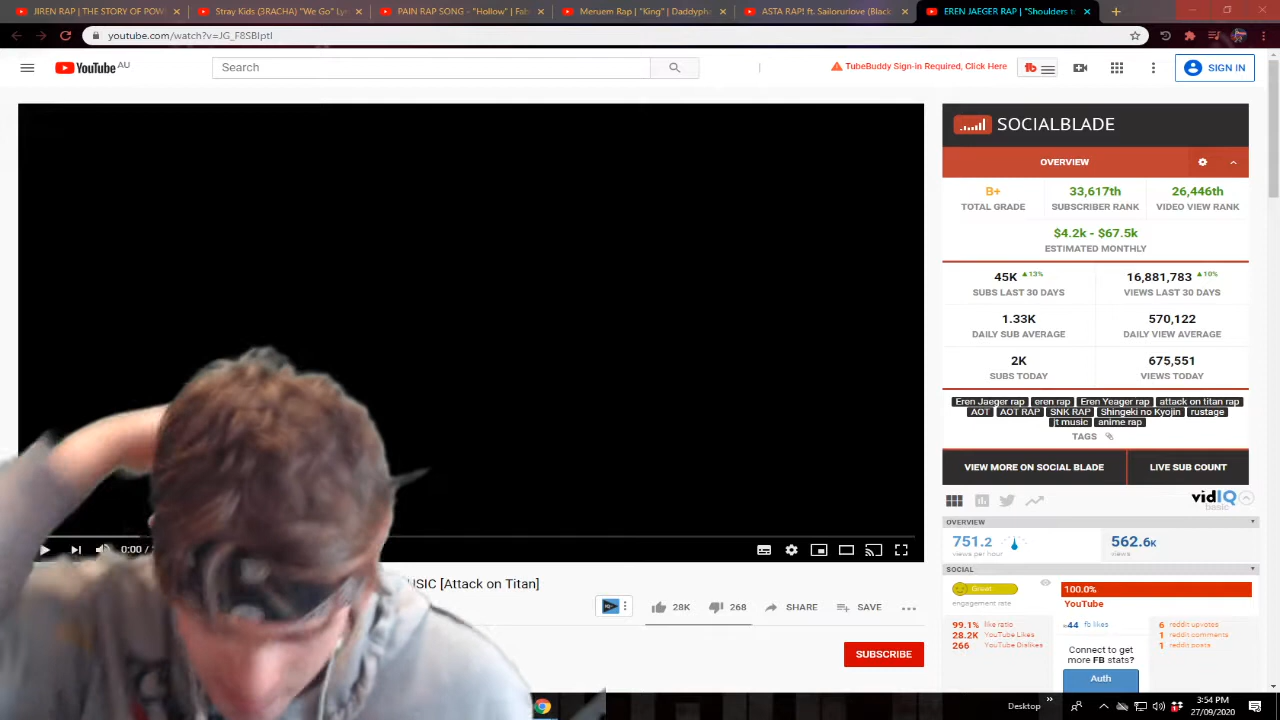 JIREN RAP | THE STORY OF POW
Stray Kids (3RACHA) "We Go" Lyric
PAIN RAP SONG - "Hollow" | Fab
Meruem Rap | "King" | Daddypha
ASTA RAP! ft. Sailorurlove (Black
EREN JAEGER RAP | "Shoulders t
youtube.com/watch?v=JG_F8SBIptI
YouTube AU
Search
TubeBuddy Sign-in Required, Click Here
SIGN IN
SOCIALBLADE
OVERVIEW
B+ 33,617th 26,446th
TOTAL GRADE SUBSCRIBER RANK VIDEO VIEW RANK
$4.2k - $67.5k
ESTIMATED MONTHLY
45K 13% 16,881,783 10%
SUBS LAST 30 DAYS VIEWS LAST 30 DAYS
1.33K 570,122
DAILY SUB AVERAGE DAILY VIEW AVERAGE
2K 675,551
SUBS TODAY VIEWS TODAY
Eren Jaeger rap eren rap Eren Yeager rap attack on titan rap
AOT AOT RAP SNK RAP Shingeki no Kyojin rustage
jt music anime rap
TAGS
VIEW MORE ON SOCIAL BLADE LIVE SUB COUNT
vidIQ
basic
OVERVIEW
751.2 562.6K
views per hour views
SOCIAL
Great 100.0%
engagement rate YouTube
99.1% like ratio
28.2K YouTube Likes
266 YouTube Dislikes
44 fb likes
Connect to get
more FB stats?
Auth
6 reddit upvotes
1 reddit comments
1 reddit posts
0:00 /
USIC [Attack on Titan]
28K 268 SHARE SAVE
SUBSCRIBE
Desktop
3:54 PM
27/09/2020